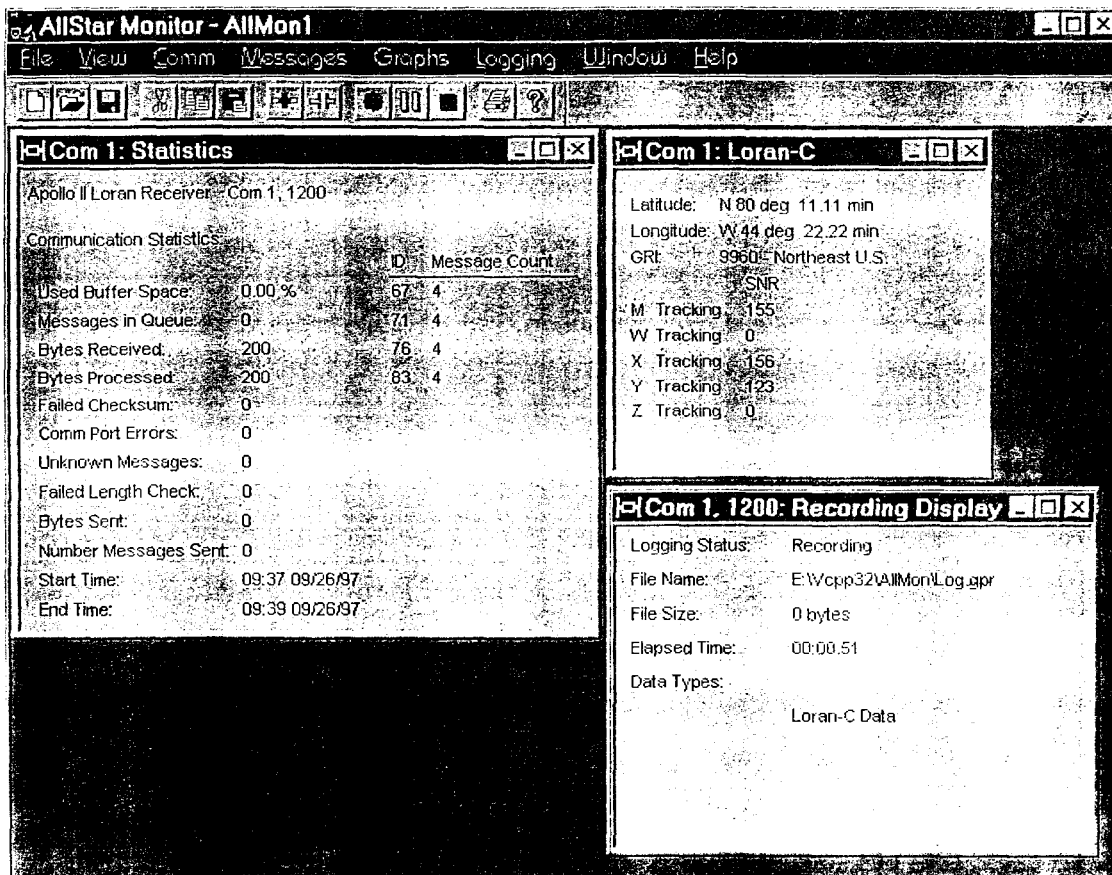 AllStar Monitor - AllMon1
File View Comm Messages Graphs Logging Window Help
Com 1: Statistics
Apollo II Loran Receiver Com 1, 1200
Communication Statistics:
ID Message Count
Used Buffer Space: 0.00 % 67 4
Messages in Queue: 0 71 4
Bytes Received: 200 76 4
Bytes Processed: 200 83 4
Failed Checksum: 0
Comm Port Errors: 0
Unknown Messages: 0
Failed Length Check: 0
Bytes Sent: 0
Number Messages Sent: 0
Start Time: 09:37 09/26/97
End Time: 09:39 09/26/97
Com 1: Loran-C
Latitude: N 80 deg 11.11 min
Longitude: W 44 deg 22.22 min
GRI: 9960 - Northeast U.S.
SNR
M Tracking 155
W Tracking 0
X Tracking 156
Y Tracking 123
Z Tracking 0
Com 1, 1200: Recording Display
Logging Status: Recording
File Name: E:\Vcpp32\AllMon\Log.gpr
File Size: 0 bytes
Elapsed Time: 00:00.51
Data Types:
Loran-C Data